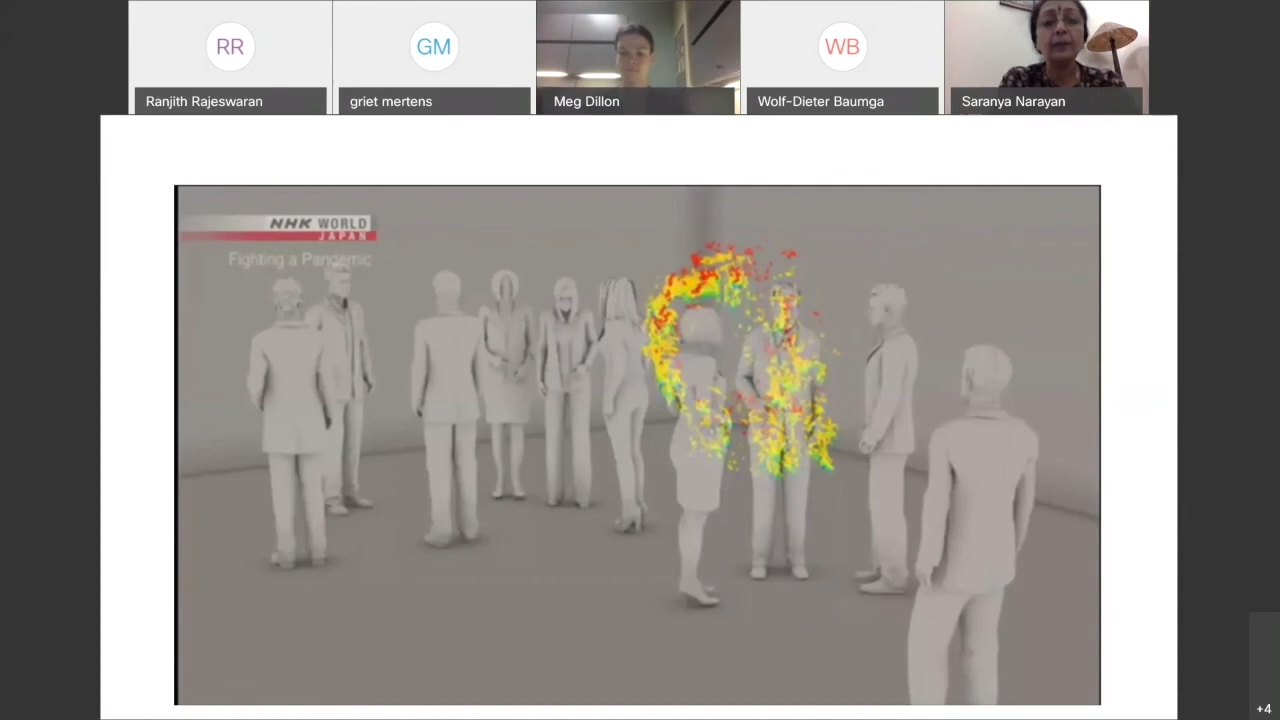 RR
GM
WB
Ranjith Rajeswaran
griet mertens
Meg Dillon
Wolf-Dieter Baumga
Saranya Narayan
NHK WORLD
JAPAN
Fighting a Pandemic
+4